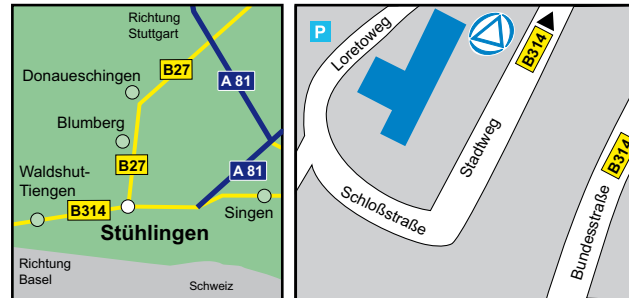 Richtung
Stuttgart
B27
Donaueschingen
A 81
Blumberg
B27
A 81
Waldshut-
Tiengen
B314
Singen
Stühlingen
Richtung
Basel
Schweiz
P
Loretoweg
B314
Stadtweg
B314
Schloßstraße
Bundesstraße